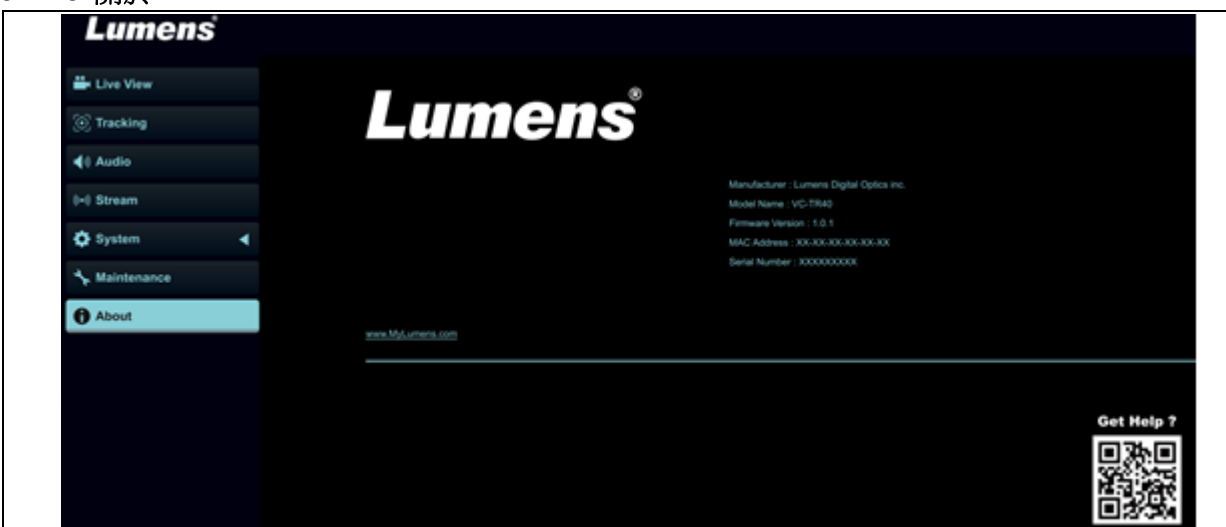 Lumens
Live View
Tracking
Audio
Stream
System
Maintenance
About
Lumens®
Manufacturer : Lumens Digital Optics inc.
Model Name : VC-TR40
Firmware Version : 1.0.1
MAC Address : XX-XX-XX-XX-XX-XX
Serial Number : XXXXXXXXXX
www.MyLumens.com
Get Help ?